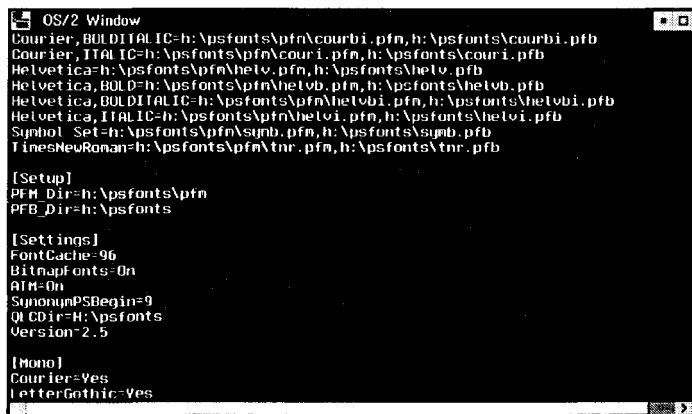 OS/2 Window
Courier,BOLDITALIC=h:\psfonts\pfm\courbi.pfm,h:\psfonts\courbi.pfb
Courier,ITALIC=h:\psfonts\pfm\couri.pfm,h:\psfonts\couri.pfb
Helvetica=h:\psfonts\pfm\helv.pfm,h:\psfonts\helv.pfb
Helvetica,BOLD=h:\psfonts\pfm\helvb.pfm,h:\psfonts\helvb.pfb
Helvetica,BOLDITALIC=h:\psfonts\pfm\helvbi.pfm,h:\psfonts\helvbi.pfb
Helvetica,ITALIC=h:\psfonts\pfm\helvi.pfm,h:\psfonts\helvi.pfb
Symbol Set=h:\psfonts\pfm\symb.pfm,h:\psfonts\symb.pfb
TimesNewRoman=h:\psfonts\pfm\tnr.pfm,h:\psfonts\tnr.pfb
[Setup]
PFM_Dir=h:\psfonts\pfm
PFB_Dir=h:\psfonts
[Settings]
FontCache=96
BitmapFonts=On
ATM=On
SynonymPSBegin=9
QLCDir=H:\psfonts
Version=2.5
[Mono]
Courier=Yes
LetterGothic=Yes